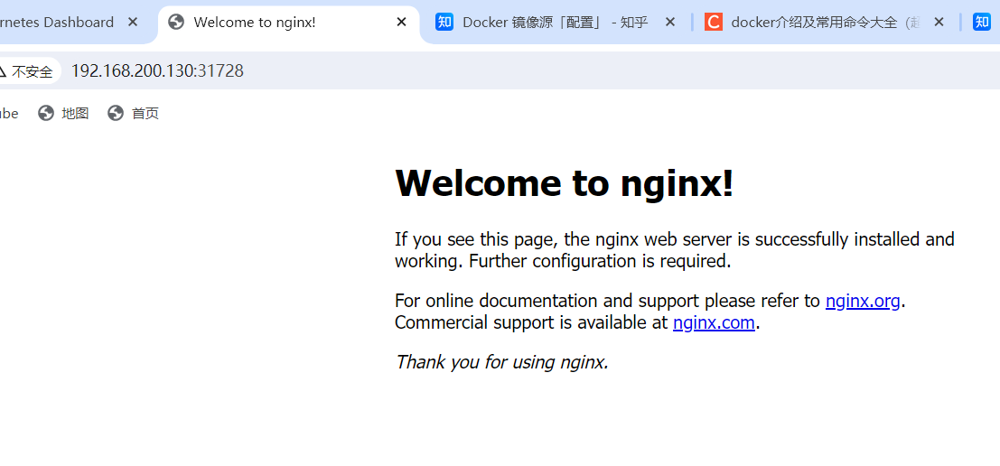 rnetes Dashboard
Welcome to nginx!
Docker 镜像源「配置」 - 知乎
docker介绍及常用命令大全（超
不安全
192.168.200.130:31728
ube
地图
首页
Welcome to nginx!
If you see this page, the nginx web server is successfully installed and
working. Further configuration is required.
For online documentation and support please refer to nginx.org.
Commercial support is available at nginx.com.
Thank you for using nginx.